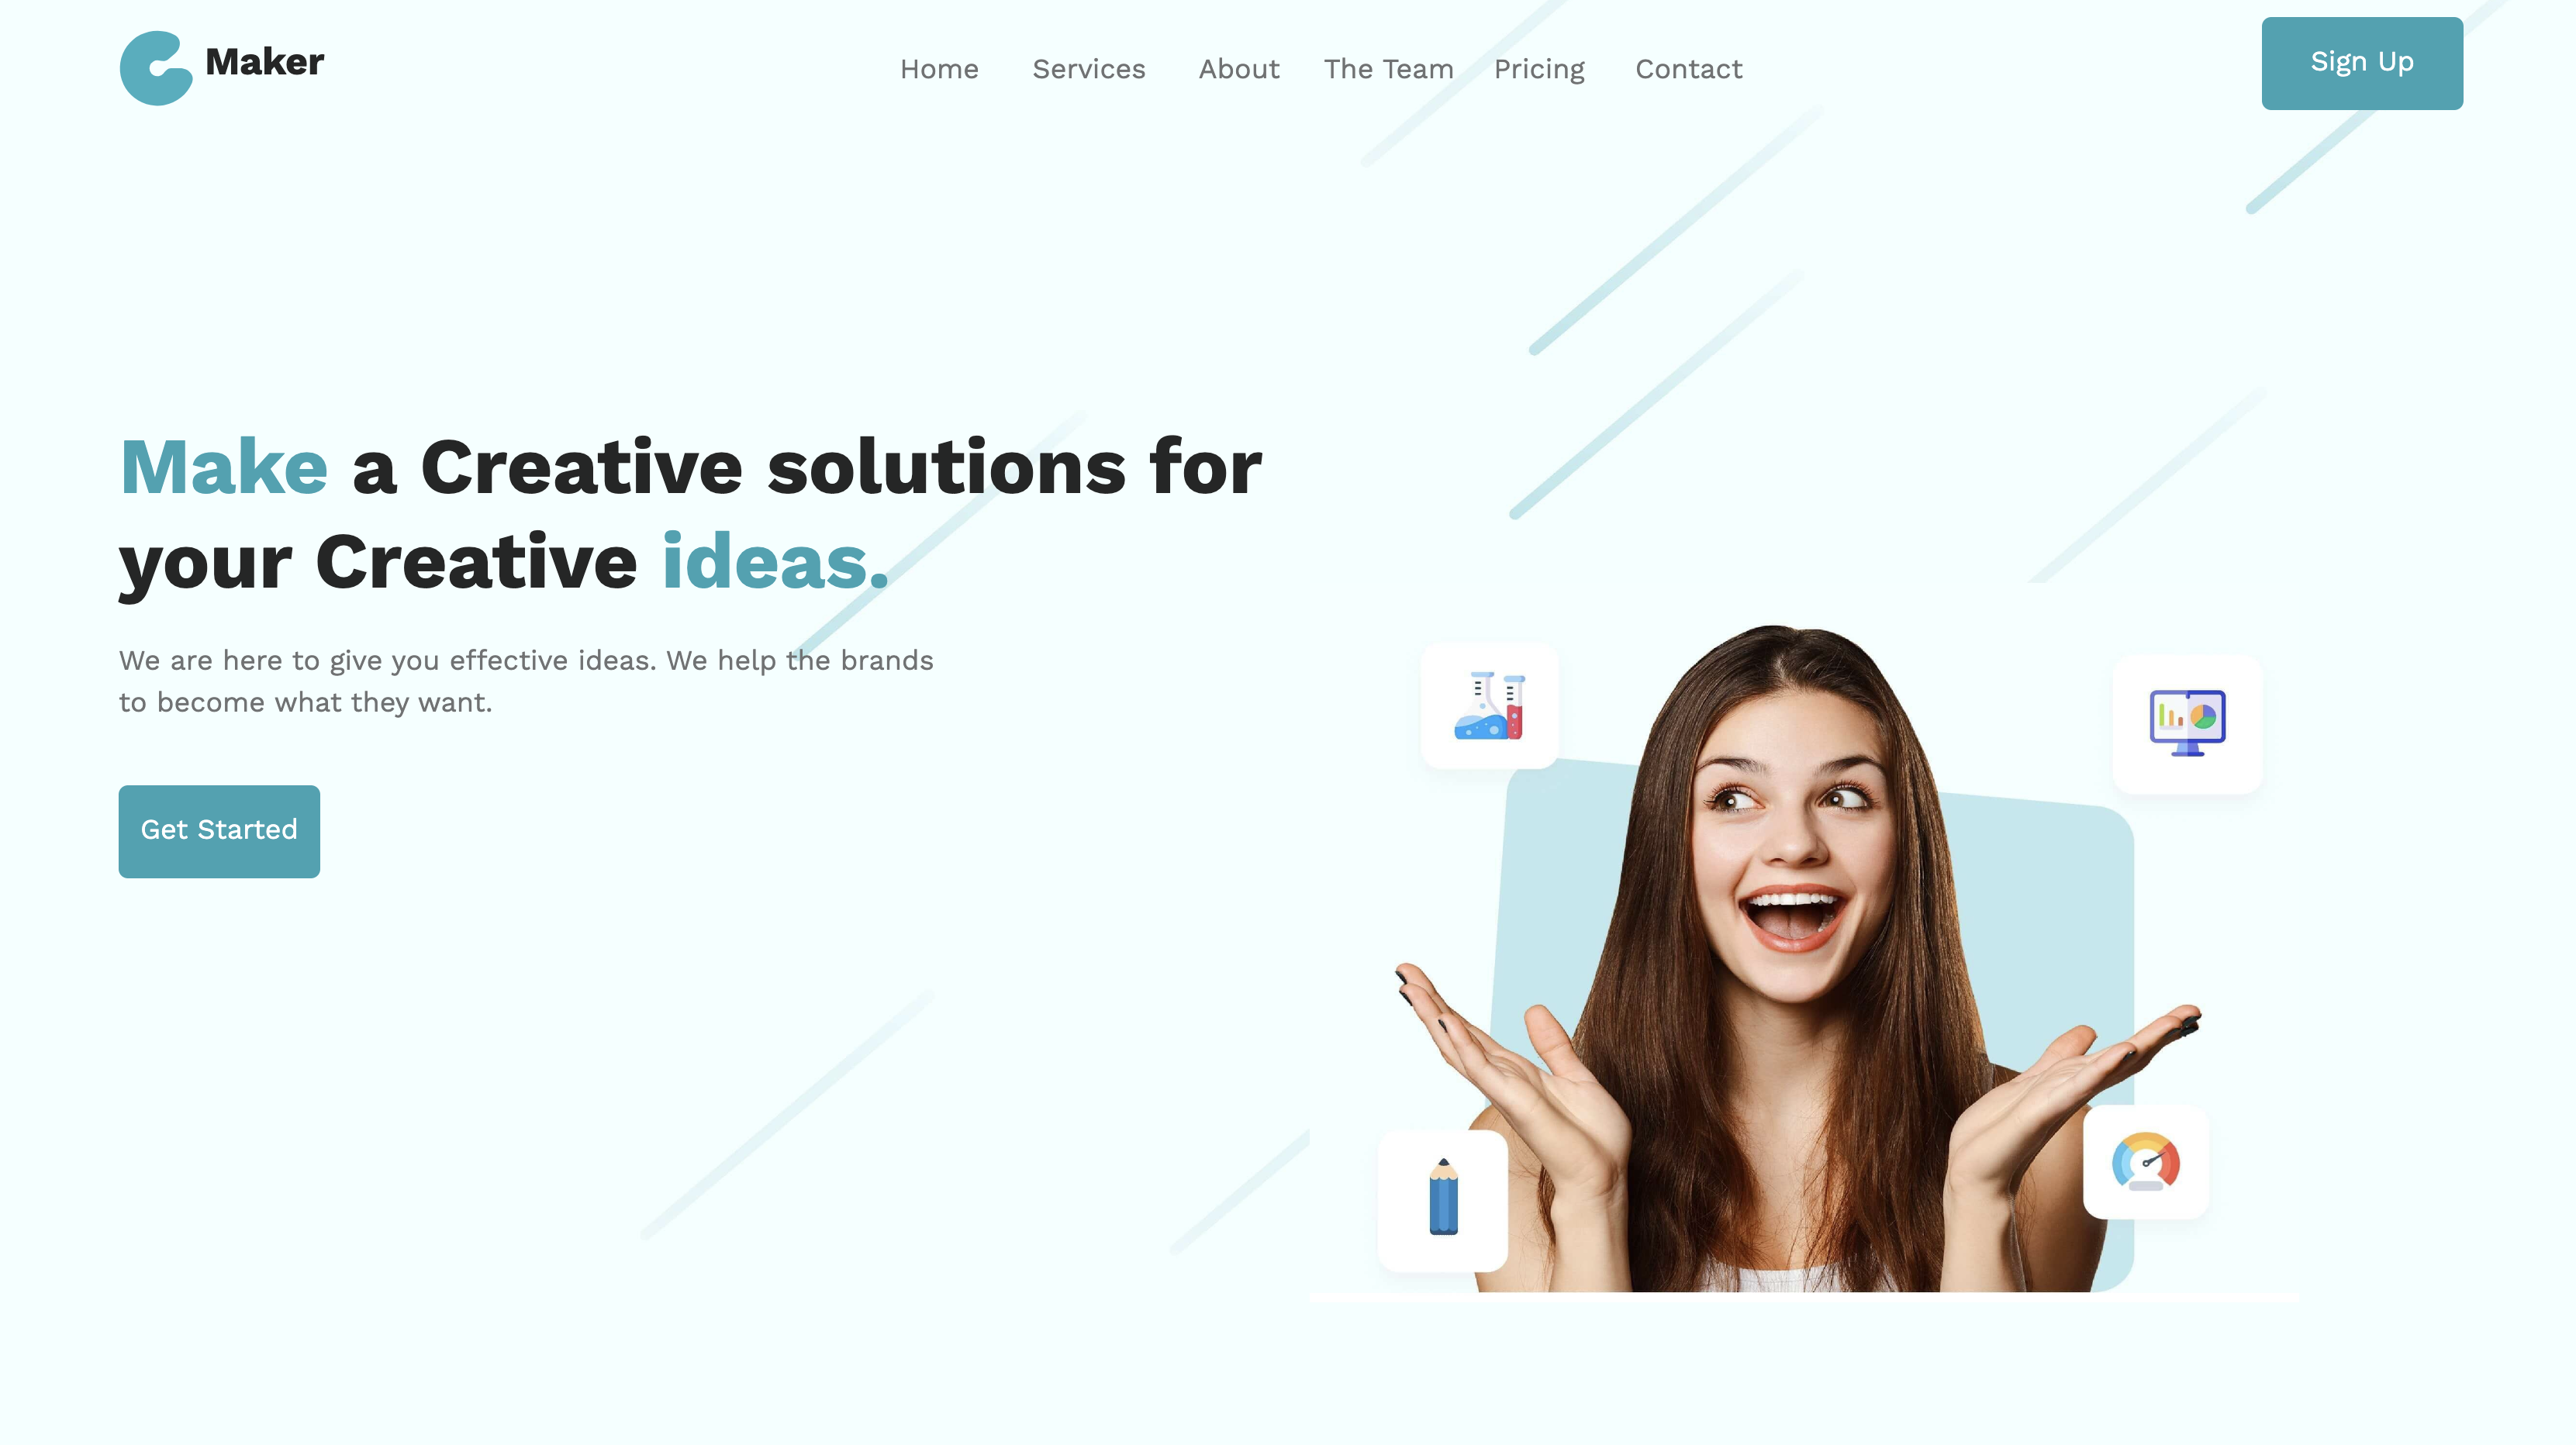 Maker
Home Services About The Team Pricing Contact
Sign Up
Make a Creative solutions for
your Creative ideas.
We are here to give you effective ideas. We help the brands
to become what they want.
Get Started